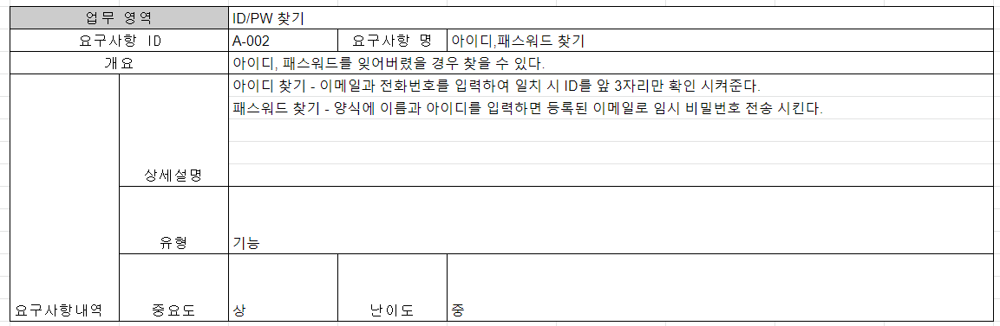 업무 영역 ID/PW 찾기
요구사항 ID A-002 요구사항 명 아이디,패스워드 찾기
개요 아이디, 패스워드를 잊어버렸을 경우 찾을 수 있다.
아이디 찾기 - 이메일과 전화번호를 입력하여 일치 시 ID를 앞 3자리만 확인 시켜준다.
패스워드 찾기 - 양식에 이름과 아이디를 입력하면 등록된 이메일로 임시 비밀번호 전송 시킨다.
상세설명
유형 기능
요구사항내역 중요도 상 난이도 중